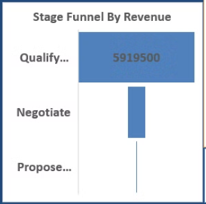 Stage Funnel By Revenue
Qualify...
5919500
Negotiate
Propose...